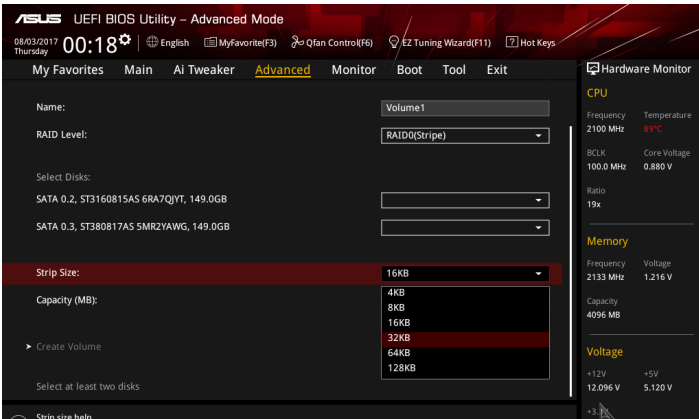 ASUS UEFI BIOS Utility – Advanced Mode
08/03/2017 Thursday 00:18 English MyFavorite(F3) Qfan Control(F6) EZ Tuning Wizard(F11) ? Hot Keys
My Favorites Main Ai Tweaker Advanced Monitor Boot Tool Exit
Hardware Monitor
Name: Volume1
RAID Level: RAID0(Stripe)
Select Disks:
SATA 0.2, ST3160815AS 6RA7QJYT, 149.0GB
SATA 0.3, ST380817AS 5MR2YAWG, 149.0GB
Strip Size: 16KB
4KB
8KB
16KB
32KB
64KB
128KB
Capacity (MB):
Create Volume
Select at least two disks
Strip size help
CPU
Frequency Temperature
2100 MHz 89°C
BCLK Core Voltage
100.0 MHz 0.880 V
Ratio
19x
Memory
Frequency Voltage
2133 MHz 1.216 V
Capacity
4096 MB
Voltage
+12V +5V
12.096 V 5.120 V